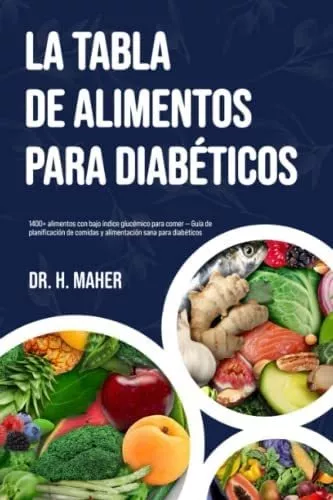 LA TABLA
DE ALIMENTOS
PARA DIABÉTICOS
1400+ alimentos con bajo índice glucémico para comer – Guía de
planificación de comidas y alimentación sana para diabéticos
DR. H. MAHER